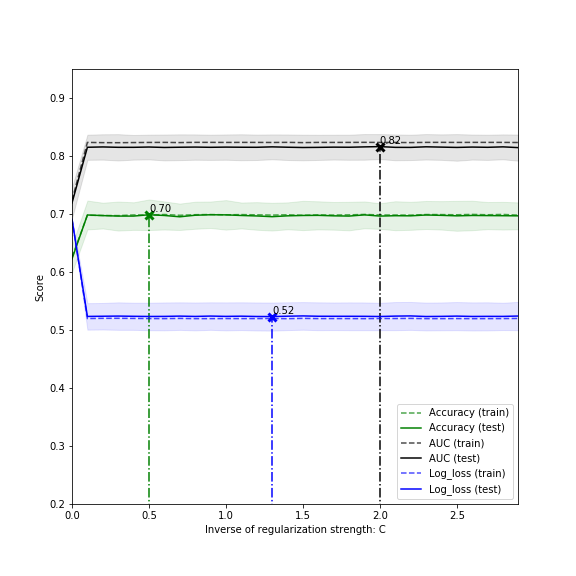 0.9
0.82
0.8
0.70
0.7
0.6
Score
0.52
0.5
0.4
Accuracy (train)
Accuracy (test)
AUC (train)
AUC (test)
Log_loss (train)
Log_loss (test)
0.3
0.2
0.0 0.5 1.0 1.5 2.0 2.5
Inverse of regularization strength: C